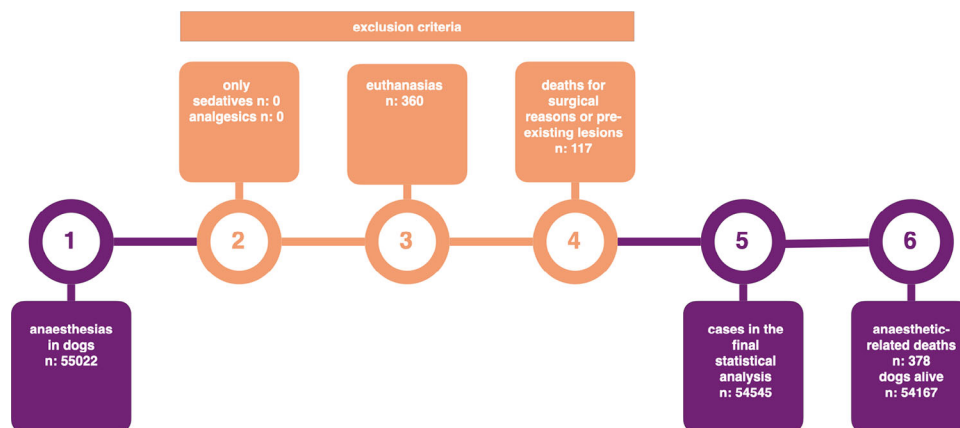 exclusion criteria
only
sedatives n: 0
analgesics n: 0
euthanasias
n: 360
deaths for
surgical
reasons or pre-
existing lesions
n: 117
1
2
3
4
5
6
anaesthesias
in dogs
n: 55022
cases in the
final
statistical
analysis
n: 54545
anaesthetic-
related deaths
n: 378
dogs alive
n: 54167